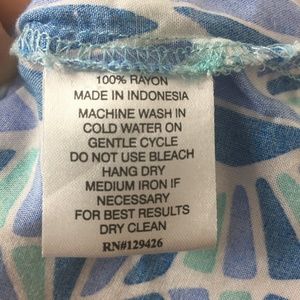 100% RAYON
MADE IN INDONESIA
MACHINE WASH IN
COLD WATER ON
GENTLE CYCLE
DO NOT USE BLEACH
HANG DRY
MEDIUM IRON IF
NECESSARY
FOR BEST RESULTS
DRY CLEAN
RN#129426